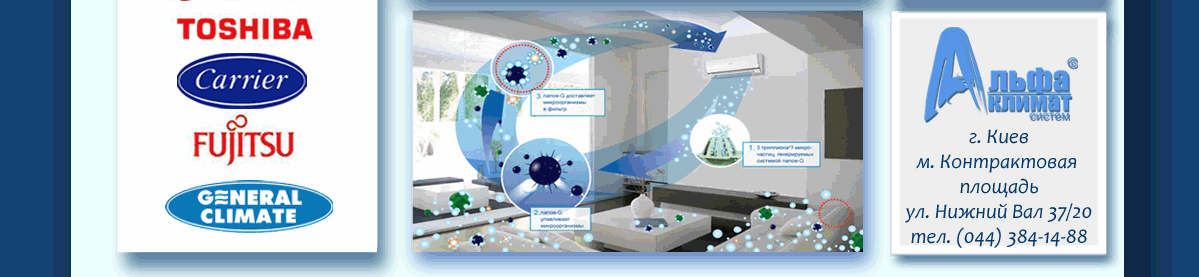 TOSHIBA
Carrier
FUJITSU
GENERAL
CLIMATE
3. nanoe-G доставляет
микроорганизмы
в фильтр.
1. 3 триллиона*³ микро-
частиц, генерируемых
системой nanoe-G
2. nanoe-G
улавливает
микроорганизмы
Альфа
климат
систем
©
г. Киев
м. Контрактовая
площадь
ул. Нижний Вал 37/20
тел. (044) 384-14-88